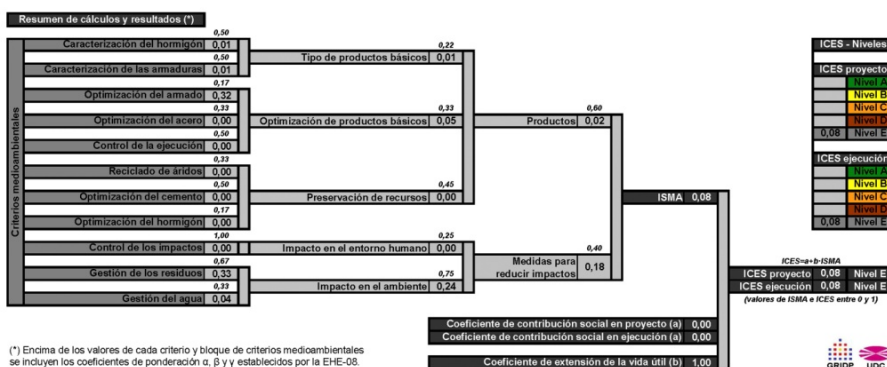 Resumen de cálculos y resultados (*)
Criterios medioambientales
0,50
Caracterización del hormigón 0,01
0,50
Caracterización de las armaduras 0,01
0,17
Optimización del armado 0,32
0,33
Optimización del acero 0,00
0,50
Control de la ejecución 0,00
0,33
Reciclado de áridos 0,00
0,50
Optimización del cemento 0,00
0,17
Optimización del hormigón 0,00
1,00
Control de los impactos 0,00
0,67
Gestión de los residuos 0,33
0,33
Gestión del agua 0,04
0,22
Tipo de productos básicos 0,01
0,33
Optimización de productos básicos 0,05
0,45
Preservación de recursos 0,00
0,25
Impacto en el entorno humano 0,00
0,75
Impacto en el ambiente 0,24
0,60
Productos 0,02
0,40
Medidas para
reducir impactos 0,18
ISMA 0,08
Coeficiente de contribución social en proyecto (a) 0,00
Coeficiente de contribución social en ejecución (a) 0,00
Coeficiente de extensión de la vida útil (b) 1,00
ICES - Niveles
ICES proyecto
Nivel A
Nivel B
Nivel C
Nivel D
0,08 Nivel E
ICES ejecución
Nivel A
Nivel B
Nivel C
Nivel D
0,08 Nivel E
ICES=a+b·ISMA
ICES proyecto 0,08 Nivel E
ICES ejecución 0,08 Nivel E
(valores de ISMA e ICES entre 0 y 1)
(*) Encima de los valores de cada criterio y bloque de criterios medioambientales
se incluyen los coeficientes de ponderación α, β y γ establecidos por la EHE-08.
GRIDP UDC